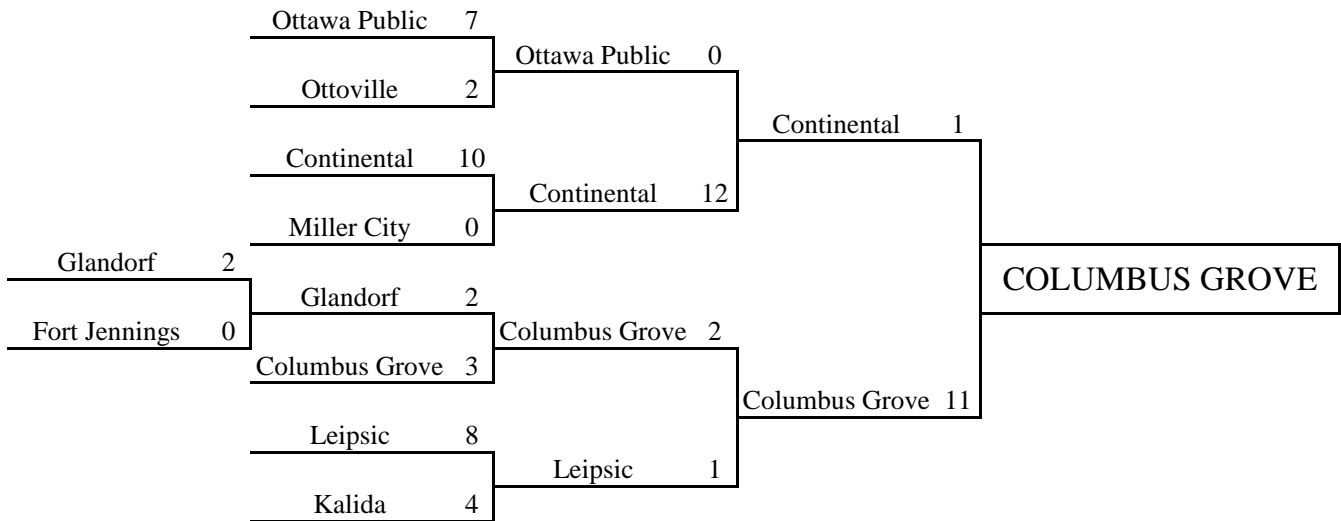 Ottawa Public 7
Ottawa Public 0
Ottoville 2
Continental 1
Continental 10
Continental 12
Miller City 0
Glandorf 2
COLUMBUS GROVE
Glandorf 2
Fort Jennings 0
Columbus Grove 2
Columbus Grove 3
Columbus Grove 11
Leipsic 8
Leipsic 1
Kalida 4